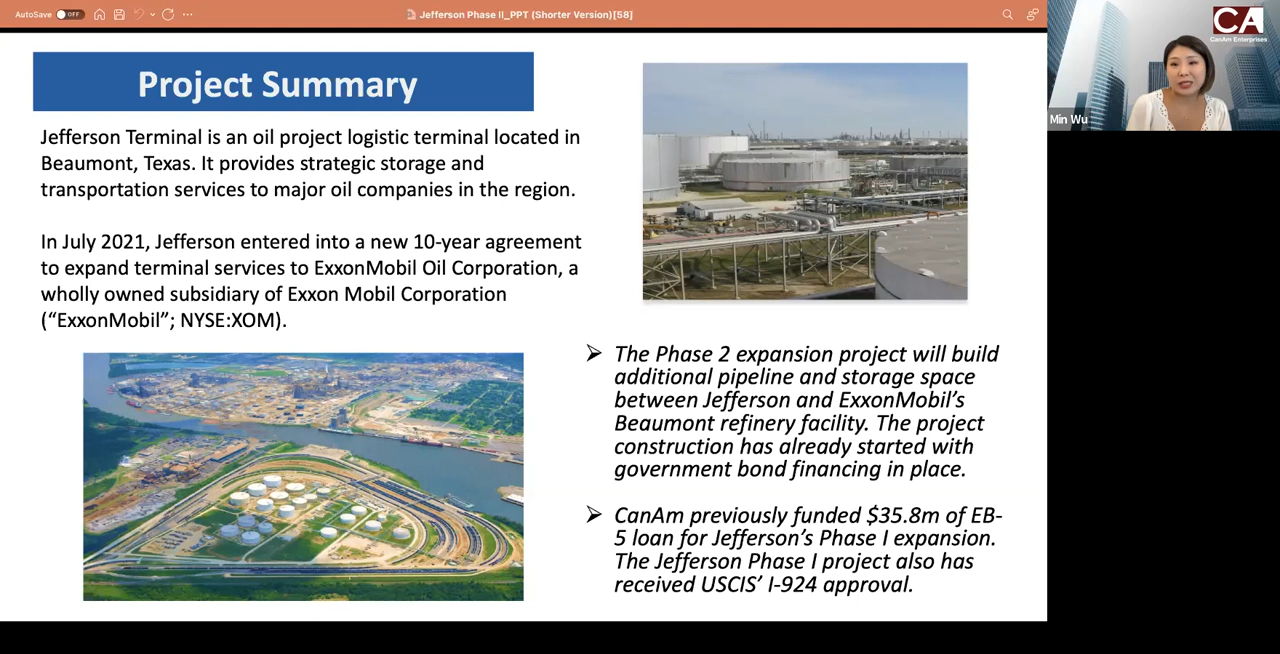 AutoSave OFF
Jefferson Phase II_PPT (Shorter Version)[58]
CA
CanAm Enterprises
Min Wu
Project Summary
Jefferson Terminal is an oil project logistic terminal located in
Beaumont, Texas. It provides strategic storage and
transportation services to major oil companies in the region.
In July 2021, Jefferson entered into a new 10-year agreement
to expand terminal services to ExxonMobil Oil Corporation, a
wholly owned subsidiary of Exxon Mobil Corporation
(“ExxonMobil”; NYSE:XOM).
The Phase 2 expansion project will build
additional pipeline and storage space
between Jefferson and ExxonMobil’s
Beaumont refinery facility. The project
construction has already started with
government bond financing in place.
CanAm previously funded $35.8m of EB-
5 loan for Jefferson’s Phase I expansion.
The Jefferson Phase I project also has
received USCIS’ I-924 approval.